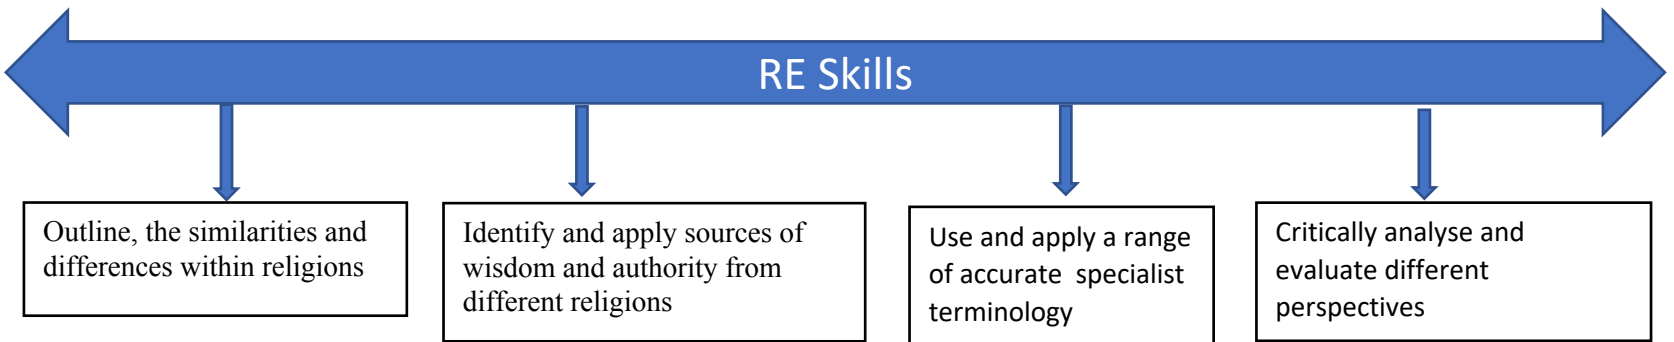 RE Skills
Outline, the similarities and
differences within religions
Identify and apply sources of
wisdom and authority from
different religions
Use and apply a range
of accurate  specialist
terminology
Critically analyse and
evaluate different
perspectives